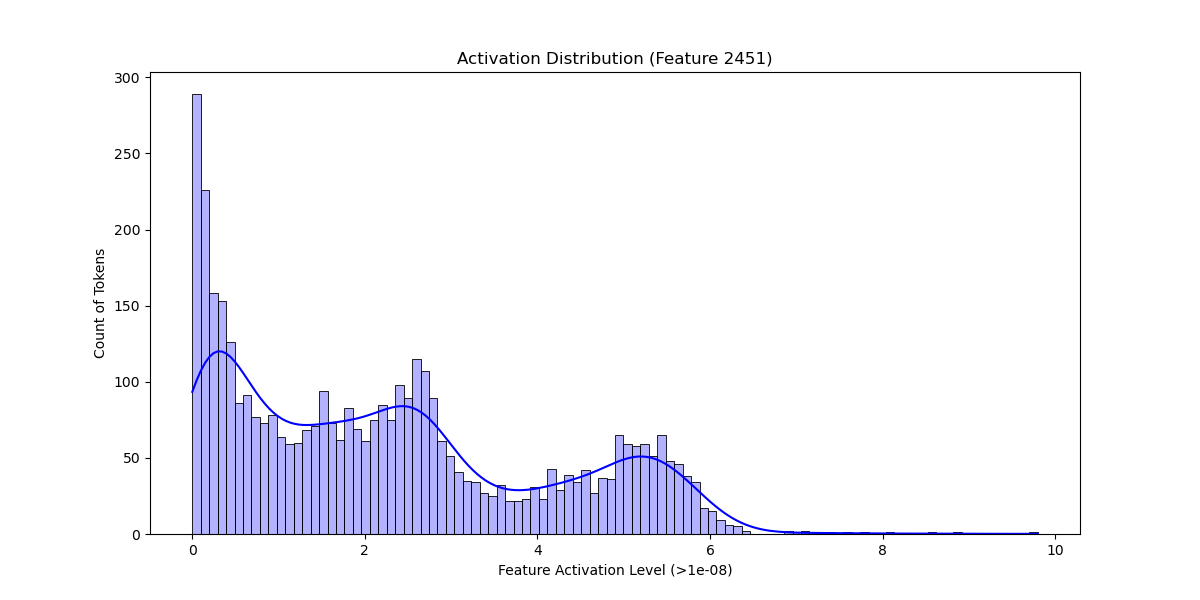 Activation Distribution (Feature 2451)
300
250
200
150
100
50
0
Count of Tokens
0 2 4 6 8 10
Feature Activation Level (>1e-08)